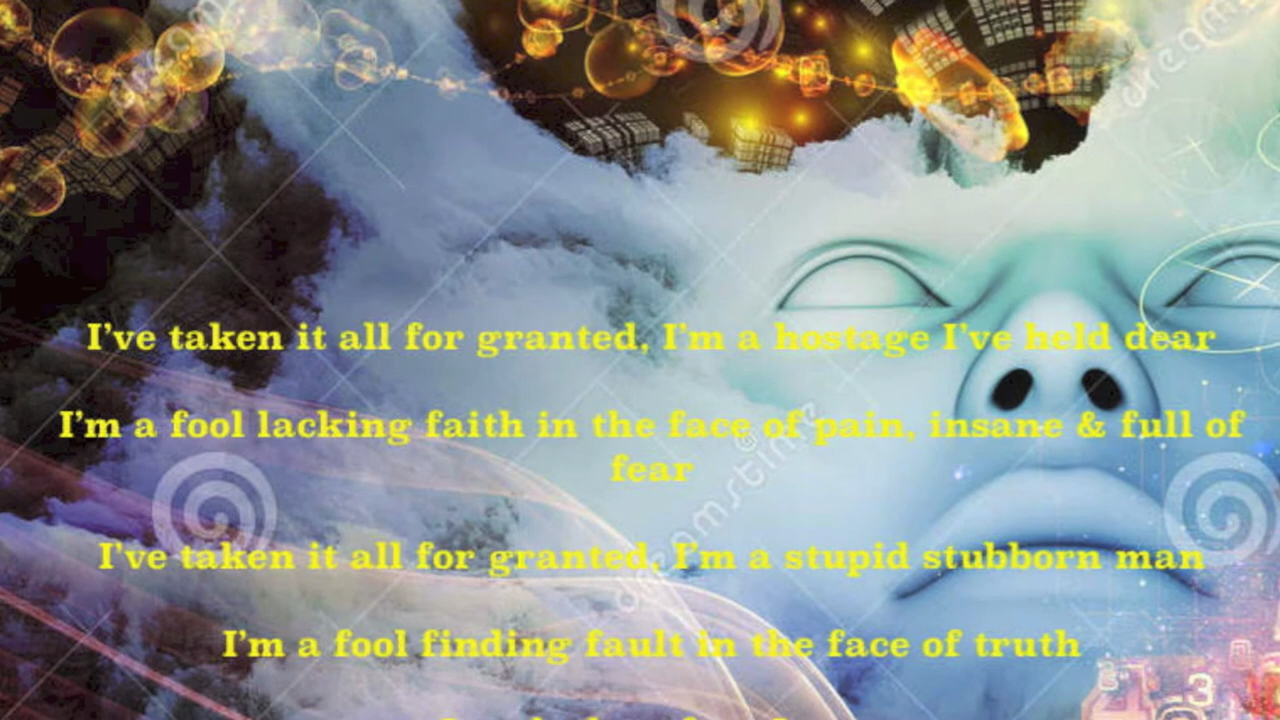 dreamstime
I've taken it all for granted, I'm a hostage I've held dear
I'm a fool lacking faith in the face of pain, insane & full of
fear
I've taken it all for granted, I'm a stupid stubborn man
I'm a fool finding fault in the face of truth
-3